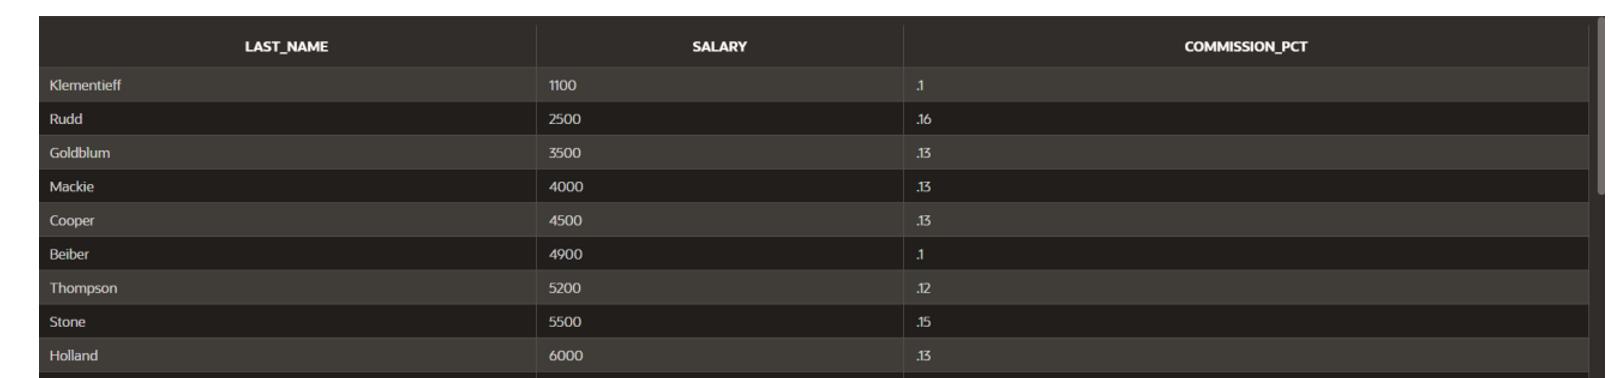 LAST_NAME SALARY COMMISSION_PCT
Klementieff 1100 .1
Rudd 2500 .16
Goldblum 3500 .13
Mackie 4000 .13
Cooper 4500 .13
Beiber 4900 .1
Thompson 5200 .12
Stone 5500 .15
Holland 6000 .13